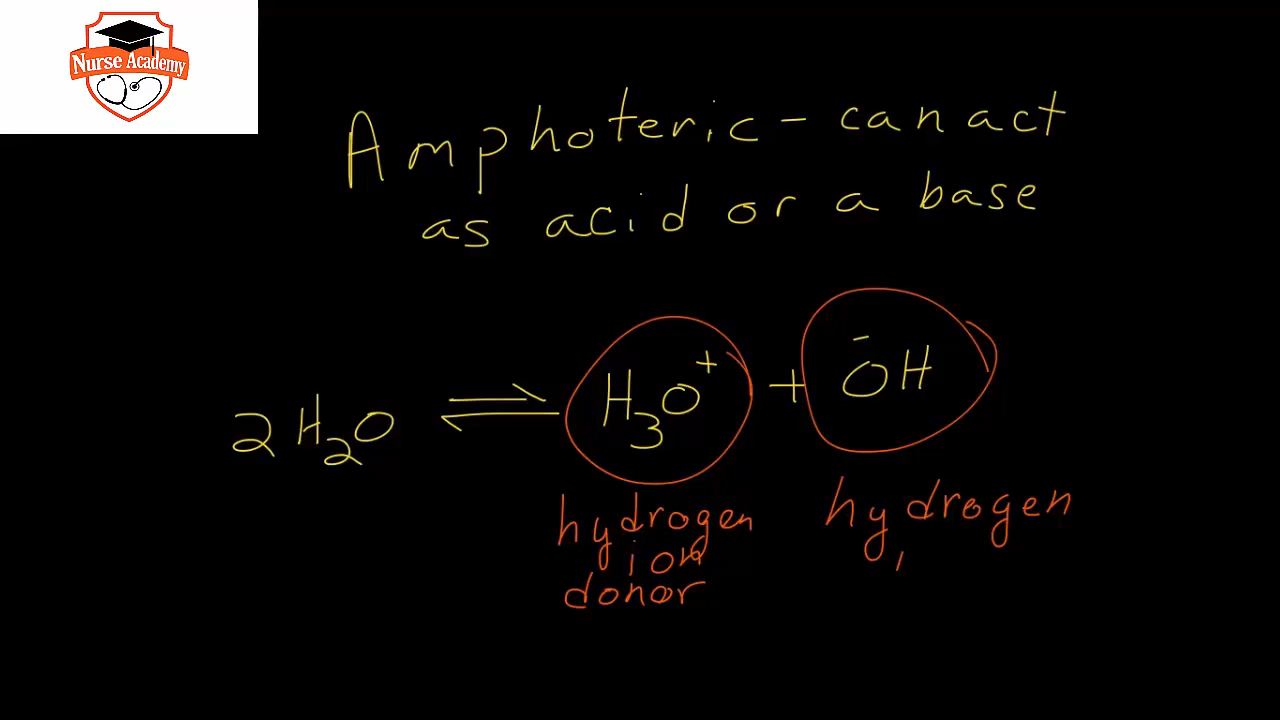 Nurse Academy
Amphoteric - can act
as acid or a base
2H₂O ⇌ H₃O⁺ + ⁻OH
hydrogen hydrogen
ion
donor